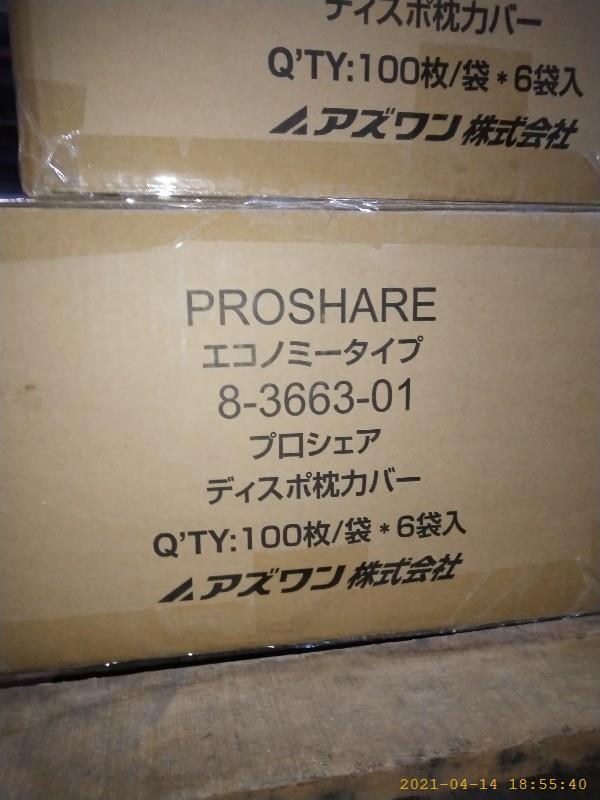 ディスポ枕カバー
Q'TY:100枚/袋*6袋入
アズワン株式会社
PROSHARE
エコノミータイプ
8-3663-01
プロシェア
ディスポ枕カバー
Q'TY:100枚/袋*6袋入
アズワン株式会社
2021-04-14 18:55:40